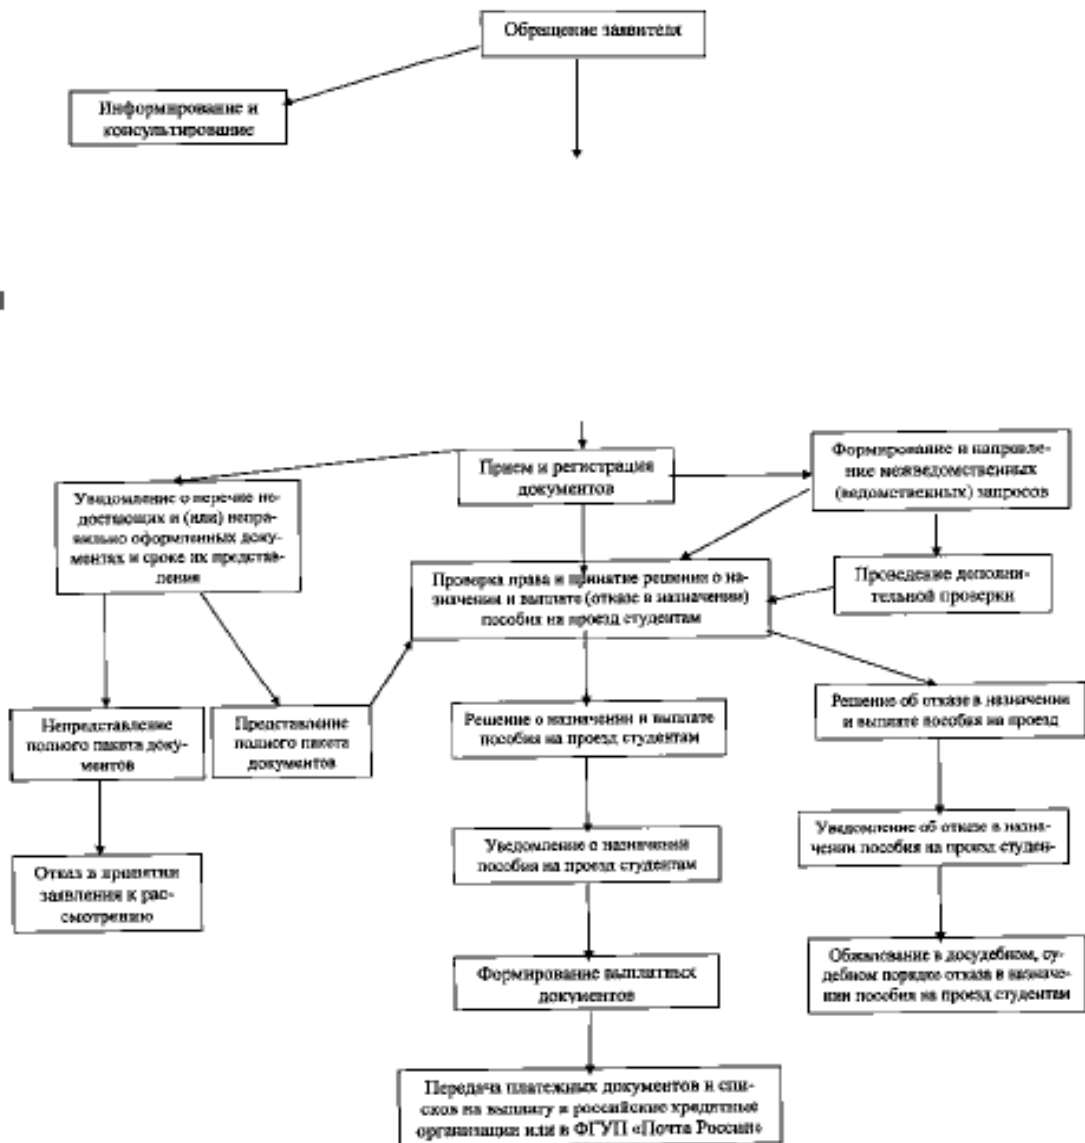 Обращение заявителя
Информирование и
консультирование
Прием и регистрация
документов
Формирование и направле-
ние межведомственных
(ведомственных) запросов
Уведомление о перечне не-
достающих и (или) непра-
вильно оформленных доку-
ментах и сроке их представ-
ления
Проверка права и принятие решения о на-
значении и выплате (отказе в назначении)
пособия на проезд студентам
Проведение дополни-
тельной проверки
Непредставление
полного пакета доку-
ментов
Представление
полного пакета
документов
Решение о назначении и выплате
пособия на проезд студентам
Решение об отказе в назначении
и выплате пособия на проезд
Отказ в принятии
заявления к рас-
смотрению
Уведомление о назначении
пособия на проезд студентам
Уведомление об отказе в назна-
чении пособия на проезд студен-
Формирование выплатных
документов
Обжалование в досудебном, су-
дебном порядке отказа в назначе-
нии пособия на проезд студентам
Передача платежных документов и спи-
сков на выплату в российские кредитные
организации или в ФГУП «Почта России»